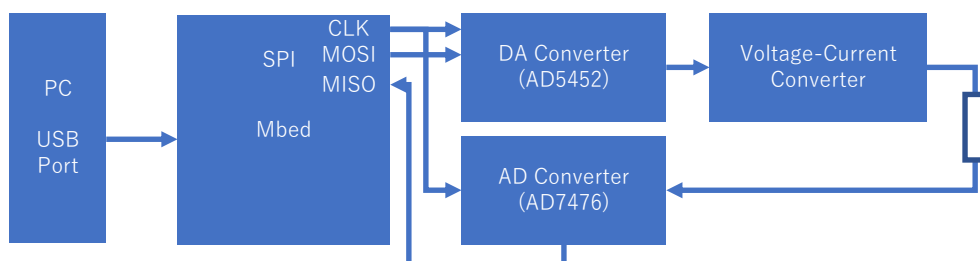 PC
USB
Port
SPI
CLK
MOSI
MISO
Mbed
DA Converter
(AD5452)
Voltage-Current
Converter
AD Converter
(AD7476)